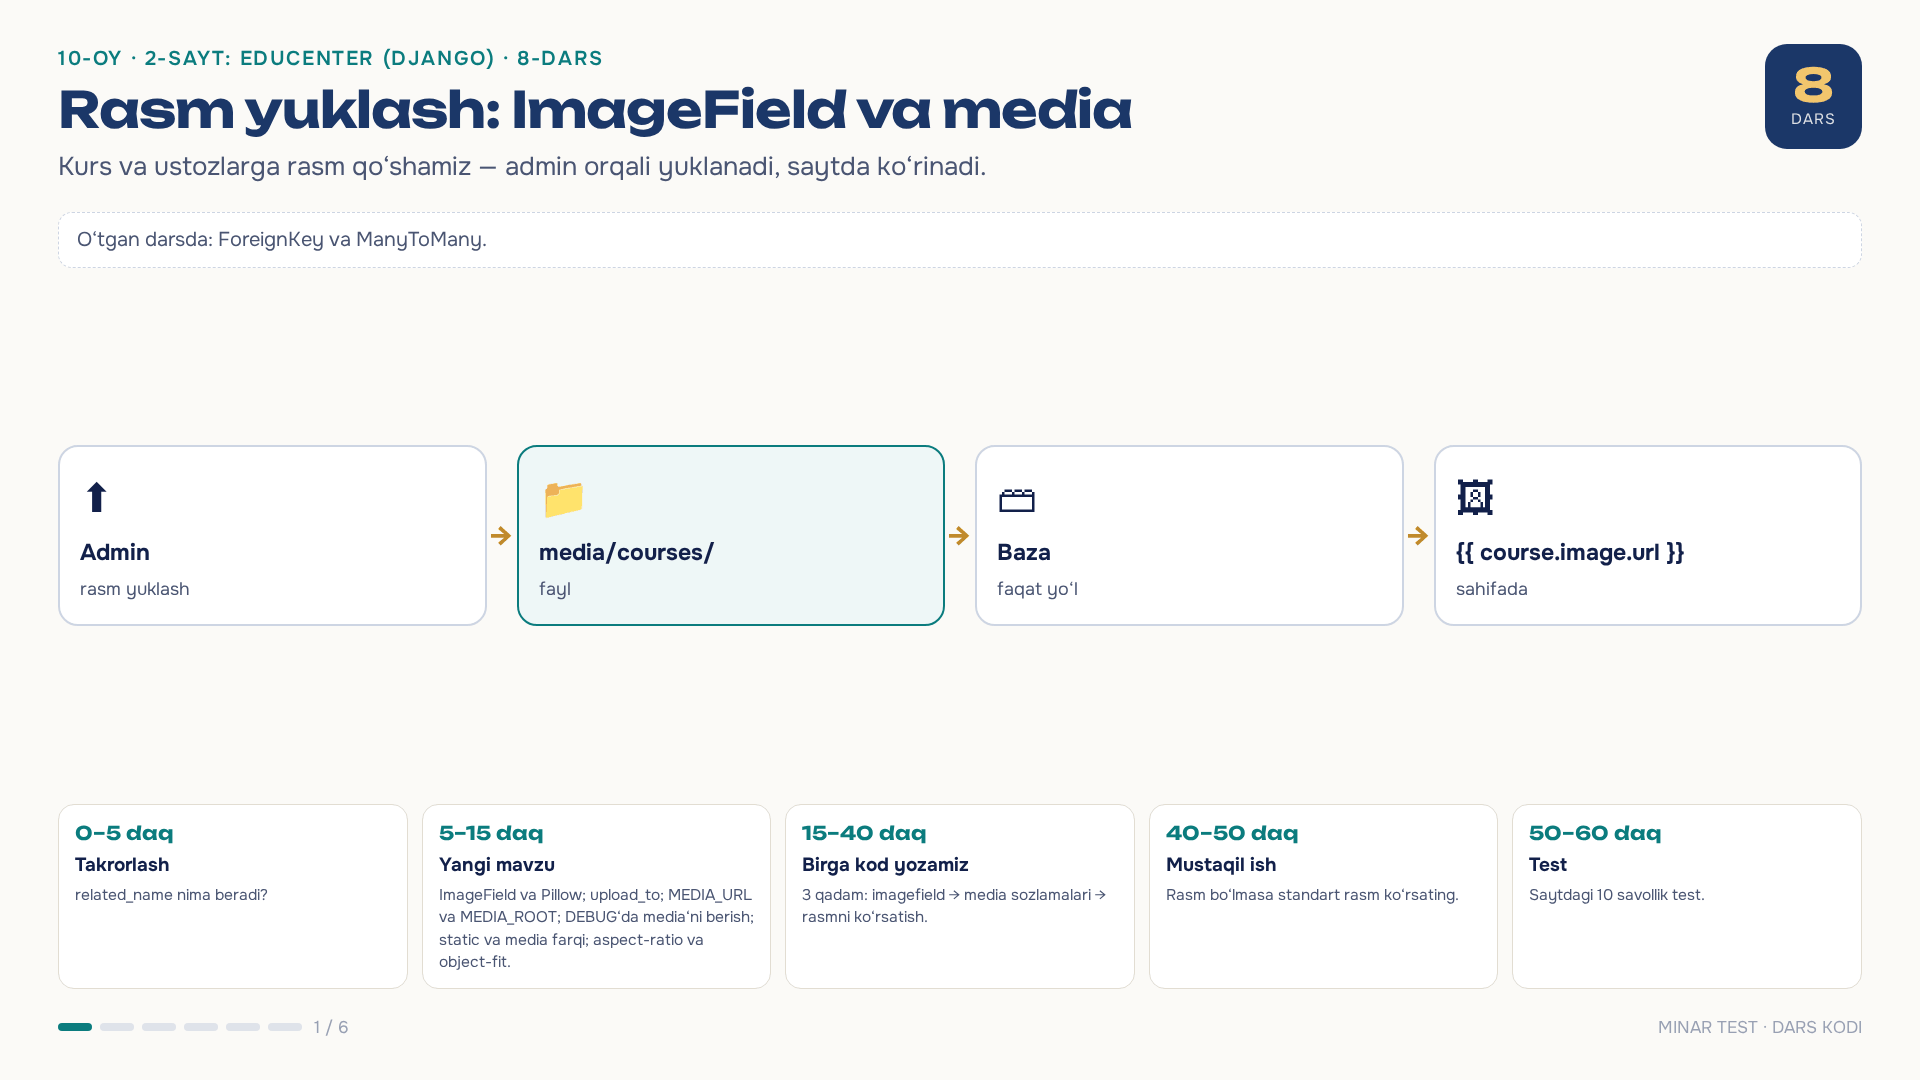 10-OY · 2-SAYT: EDUCENTER (DJANGO) · 8-DARS
Rasm yuklash: ImageField va media
Kurs va ustozlarga rasm qo‘shamiz — admin orqali yuklanadi, saytda ko‘rinadi.
8
DARS
O‘tgan darsda: ForeignKey va ManyToMany.
Admin
rasm yuklash
→
media/courses/
fayl
→
Baza
faqat yo‘l
→
{{ course.image.url }}
sahifada
0–5 daq
Takrorlash
related_name nima beradi?
5–15 daq
Yangi mavzu
ImageField va Pillow; upload_to; MEDIA_URL
va MEDIA_ROOT; DEBUG‘da media‘ni berish;
static va media farqi; aspect-ratio va
object-fit.
15–40 daq
Birga kod yozamiz
3 qadam: imagefield → media sozlamalari →
rasmni ko‘rsatish.
40–50 daq
Mustaqil ish
Rasm bo‘lmasa standart rasm ko‘rsating.
50–60 daq
Test
Saytdagi 10 savollik test.
1 / 6
MINAR TEST · DARS KODI